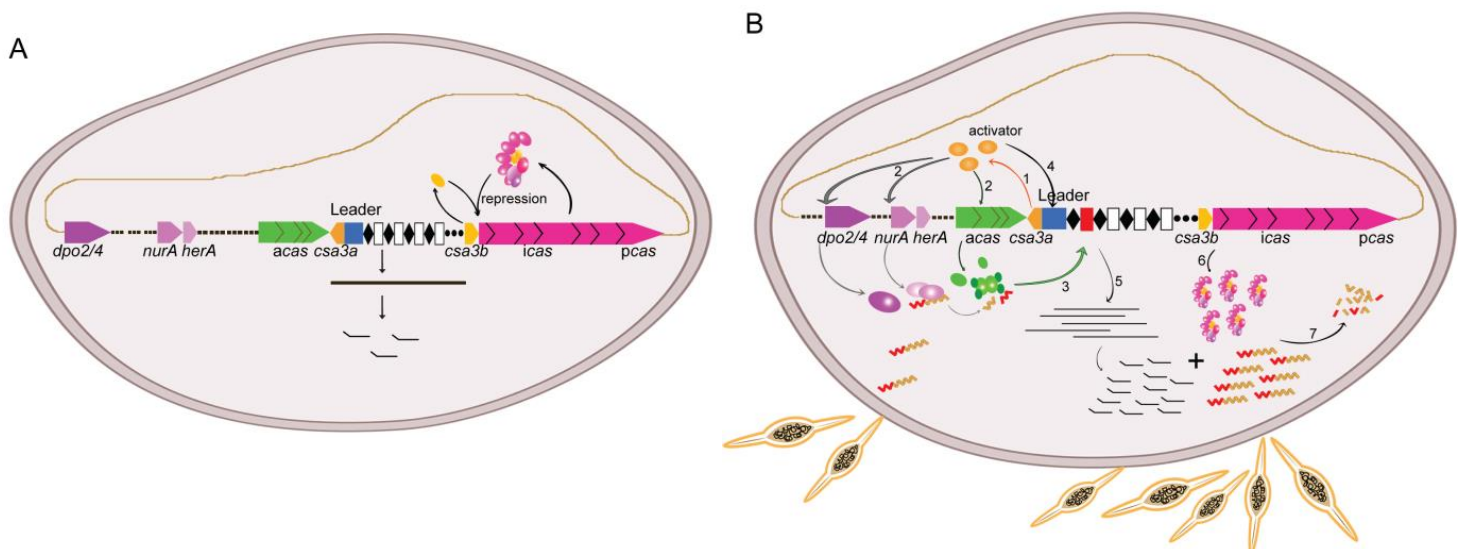 A
repression
Leader
dpo2/4 nurA herA acas csa3a csa3b icas pcas
B
activator
2 2 1 4
Leader
dpo2/4 nurA herA acas csa3a csa3b icas pcas
3 5 6
7
+